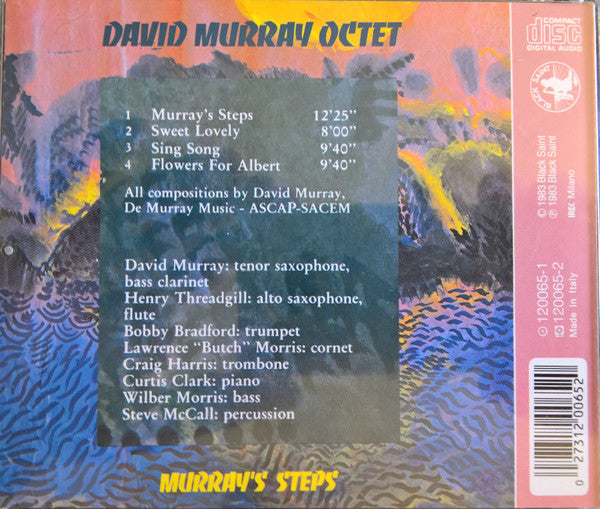 DAVID MURRAY OCTET
1 Murray's Steps 12'25"
2 Sweet Lovely 8'00"
3 Sing Song 9'40"
4 Flowers For Albert 9'40"
All compositions by David Murray,
De Murray Music - ASCAP-SACEM
David Murray: tenor saxophone,
bass clarinet
Henry Threadgill: alto saxophone,
flute
Bobby Bradford: trumpet
Lawrence "Butch" Morris: cornet
Craig Harris: trombone
Curtis Clark: piano
Wilber Morris: bass
Steve McCall: percussion
MURRAY'S STEPS
COMPACT
disc
DIGITAL AUDIO
BLACK SAINT
© 1983 Black Saint
℗ 1983 Black Saint
IREC Milano
120065-1
120065-2
Made in Italy
0 27312 00652